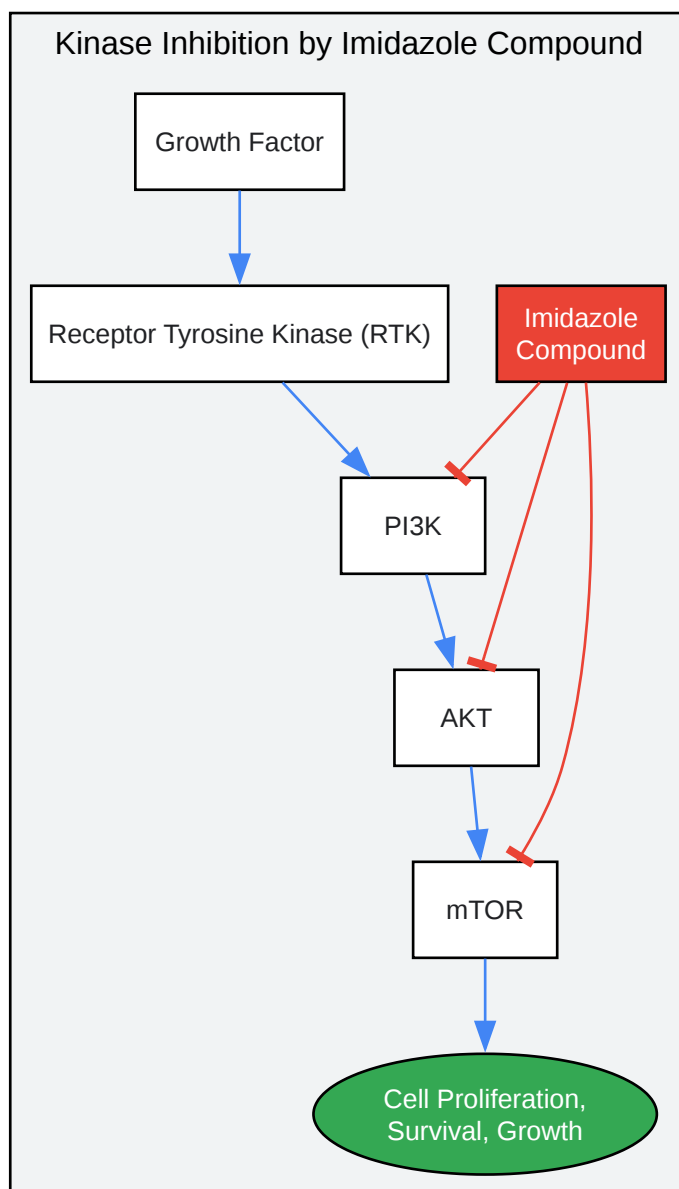 Kinase Inhibition by Imidazole Compound
Growth Factor
Receptor Tyrosine Kinase (RTK)
Imidazole
Compound
PI3K
AKT
mTOR
Cell Proliferation,
Survival, Growth